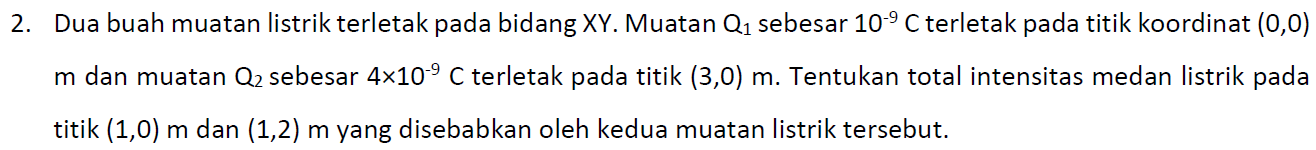 2. Dua buah muatan listrik terletak pada bidang XY. Muatan Q₁ sebesar 10⁻⁹ C terletak pada titik koordinat (0,0)
m dan muatan Q₂ sebesar 4×10⁻⁹ C terletak pada titik (3,0) m. Tentukan total intensitas medan listrik pada
titik (1,0) m dan (1,2) m yang disebabkan oleh kedua muatan listrik tersebut.